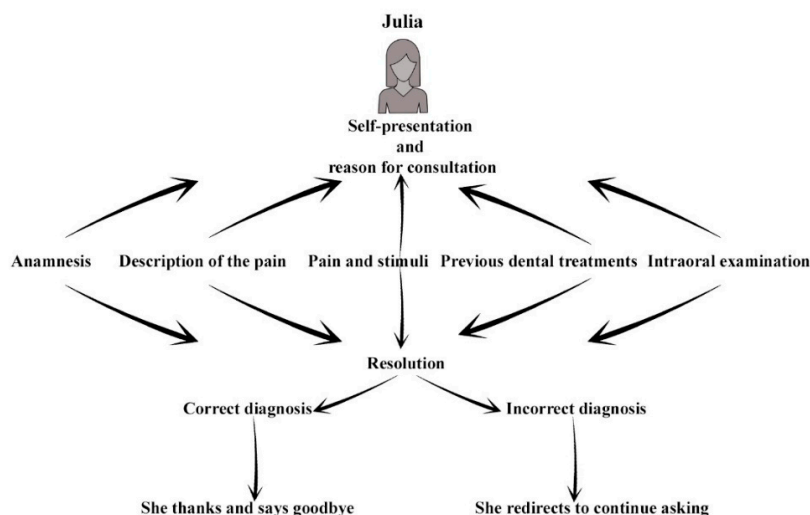 Julia
Self-presentation
and
reason for consultation
Anamnesis
Description of the pain
Pain and stimuli
Previous dental treatments
Intraoral examination
Resolution
Correct diagnosis
Incorrect diagnosis
She thanks and says goodbye
She redirects to continue asking